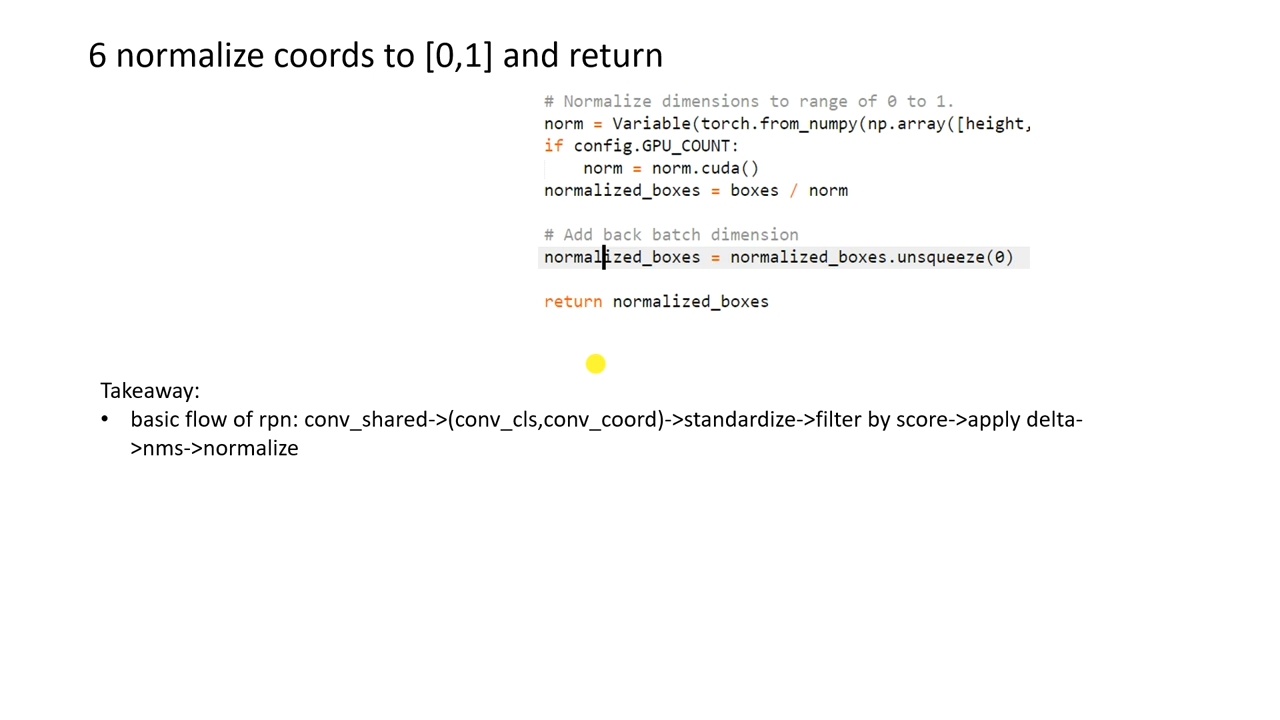 6 normalize coords to [0,1] and return
# Normalize dimensions to range of 0 to 1.
norm = Variable(torch.from_numpy(np.array([height,
if config.GPU_COUNT:
norm = norm.cuda()
normalized_boxes = boxes / norm
# Add back batch dimension
normalized_boxes = normalized_boxes.unsqueeze(0)
return normalized_boxes
Takeaway:
• basic flow of rpn: conv_shared->(conv_cls,conv_coord)->standardize->filter by score->apply delta-
>nms->normalize